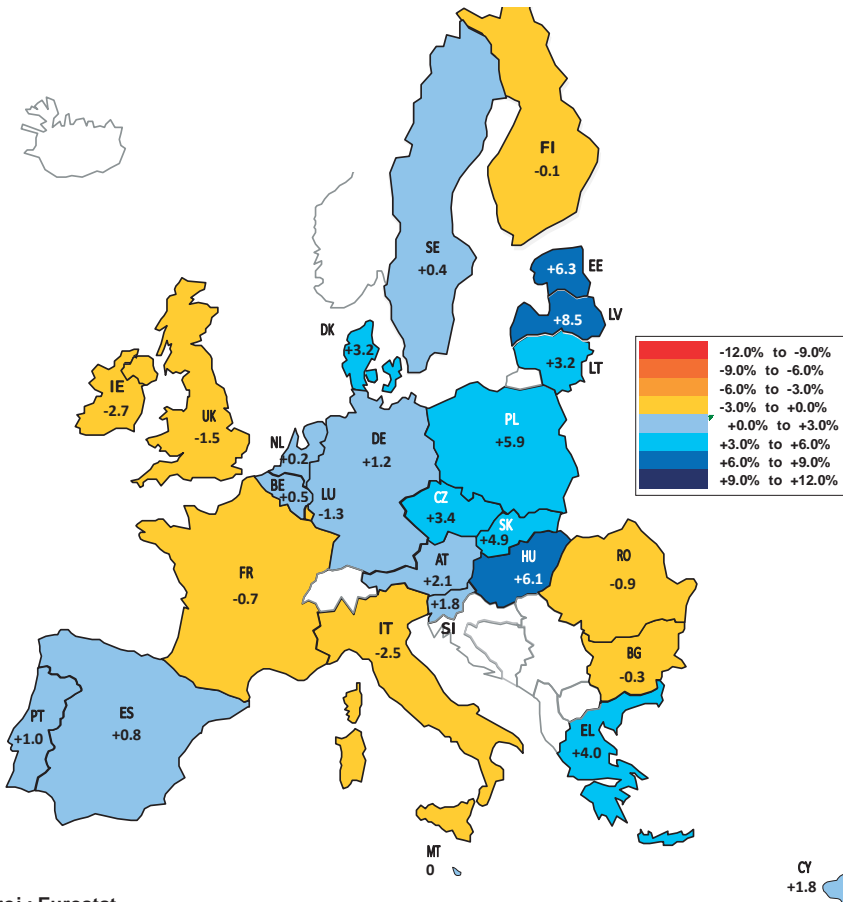 FI
-0.1
SE
+0.4
+6.3 EE
+8.5 LV
DK
+3.2
+3.2
LT
-12.0% to -9.0%
-9.0% to -6.0%
-6.0% to -3.0%
-3.0% to +0.0%
+0.0% to +3.0%
+3.0% to +6.0%
+6.0% to +9.0%
+9.0% to +12.0%
IE
-2.7
UK
-1.5
NL
+0.2
BE
+0.5
DE
+1.2
LU
-1.3
PL
+5.9
CZ
+3.4
SK
+4.9
AT
+2.1
HU
+6.1
RO
-0.9
FR
-0.7
+1.8
SI
IT
-2.5
BG
-0.3
PT
+1.0
ES
+0.8
EL
+4.0
MT
0
CY
+1.8
: Eurostat